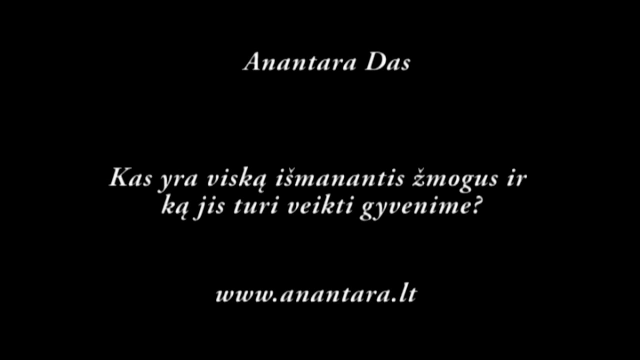 Anantara Das
Kas yra viską išmanantis žmogus ir
ką jis turi veikti gyvenime?
www.anantara.lt